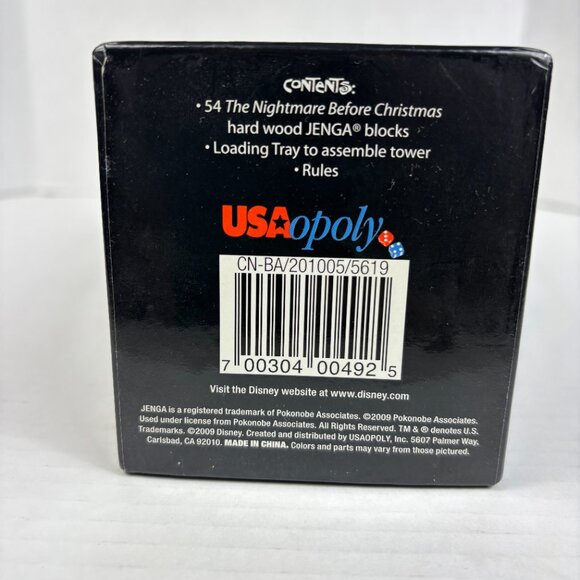 CONTENTS:
• 54 The Nightmare Before Christmas
hard wood JENGA® blocks
• Loading Tray to assemble tower
• Rules
USAopoly
CN-BA/201005/5619
7 00304 00492 5
Visit the Disney website at www.disney.com
JENGA is a registered trademark of Pokonobe Associates. ©2009 Pokonobe Associates.
Used under license from Pokonobe Associates. All Rights Reserved. TM & ® denotes U.S.
Trademarks. ©2009 Disney. Created and distributed by USAOPOLY, Inc. 5607 Palmer Way,
Carlsbad, CA 92010. MADE IN CHINA. Colors and parts may vary from those pictured.